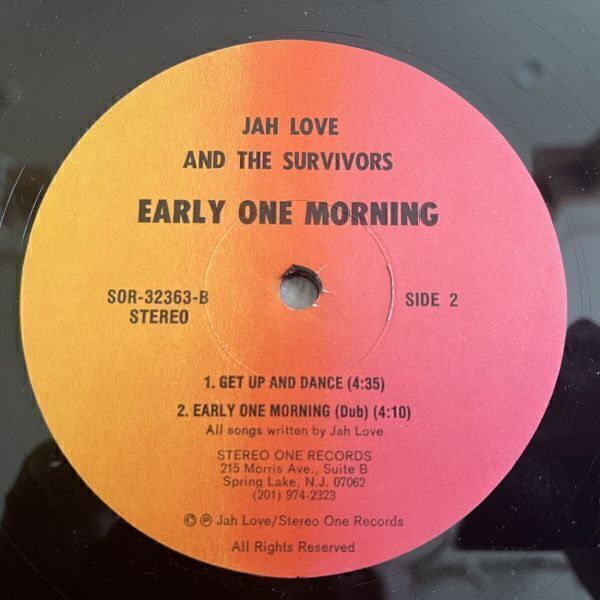 JAH LOVE
AND THE SURVIVORS
EARLY ONE MORNING
SOR-32363-B
STEREO
SIDE 2
1. GET UP AND DANCE (4:35)
2. EARLY ONE MORNING (Dub) (4:10)
All songs written by Jah Love
STEREO ONE RECORDS
215 Morris Ave., Suite B
Spring Lake, N.J. 07062
(201) 974-2323
© ℗ Jah Love/Stereo One Records
All Rights Reserved